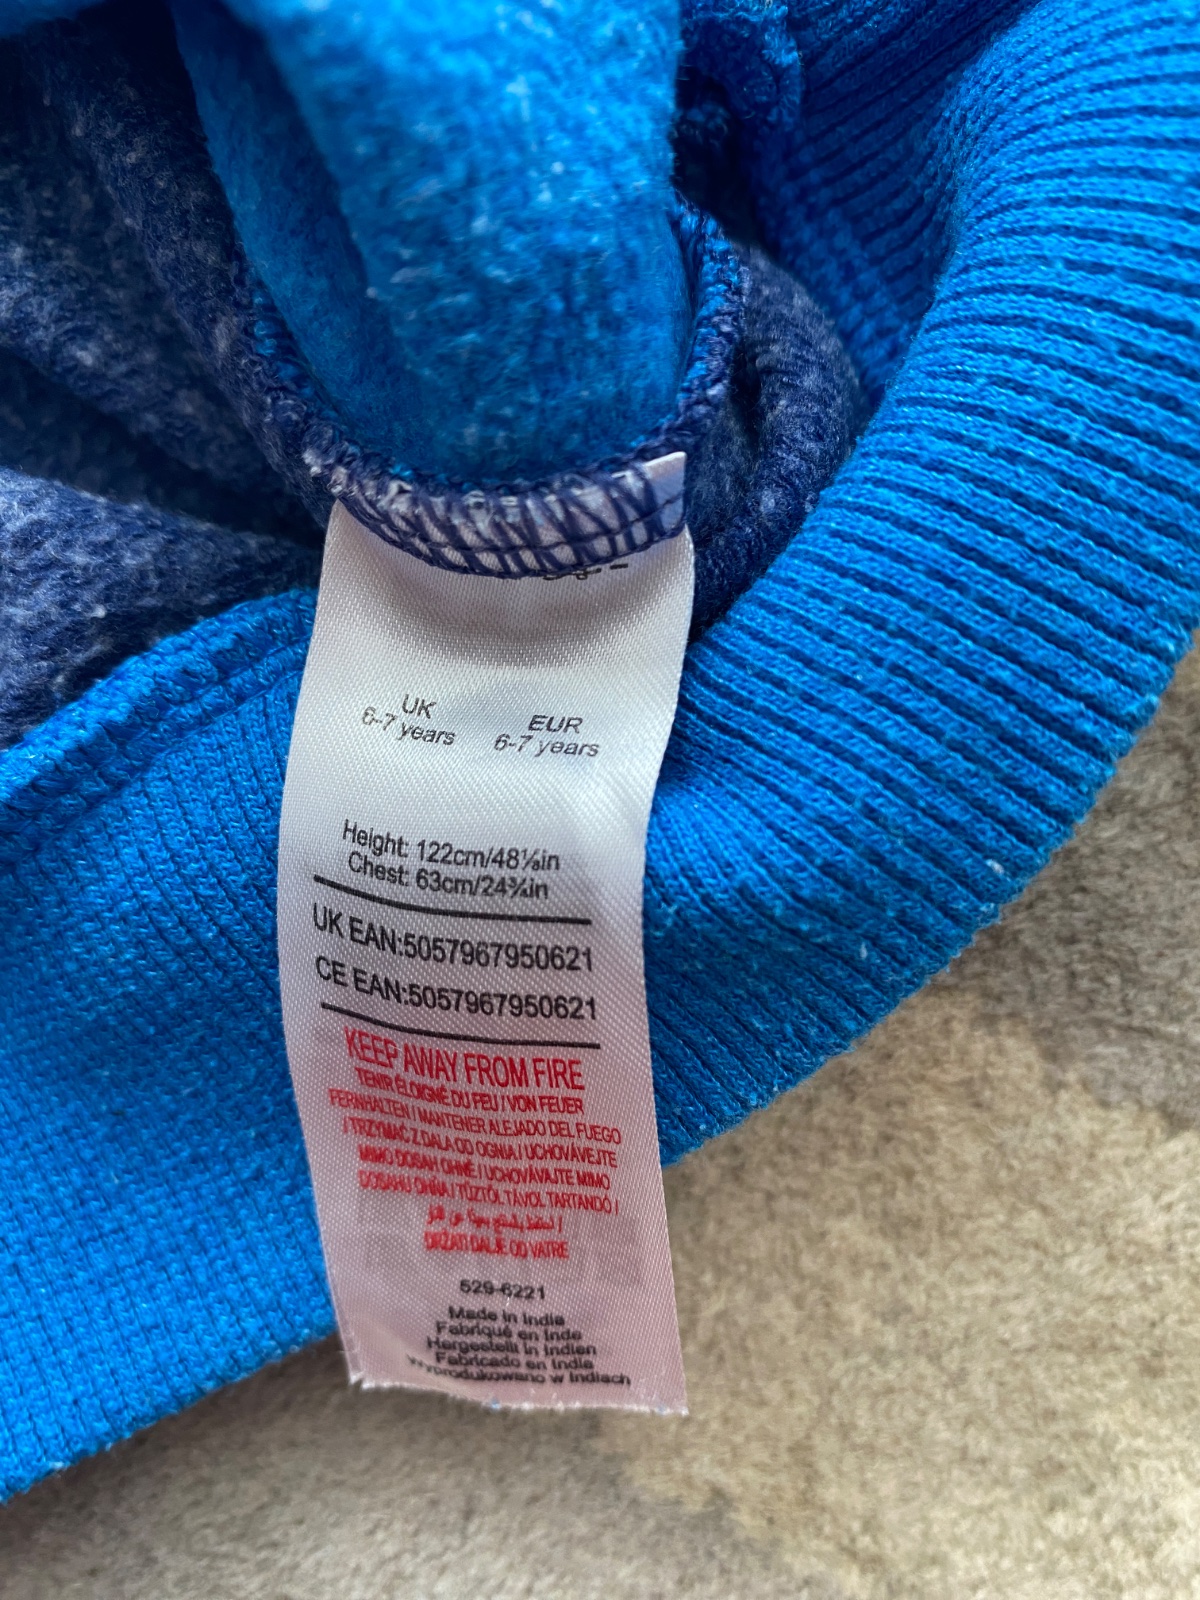 UK
6-7 years
EUR
6-7 years
Height: 122cm/48⅛in
Chest: 63cm/24¾in
UK EAN:5057967950621
CE EAN:5057967950621
KEEP AWAY FROM FIRE
TENIR ÉLOIGNÉ DU FEU / VON FEUER
FERNHALTEN / MANTENER ALEJADO DEL FUEGO
/ TRZYMAĆ Z DALA OD OGNIA / UCHOVÁVEJTE
MIMO DOSAH OHNĚ / UCHOVÁVAJTE MIMO
DOSAHU OHŇA / TŰZTŐL TÁVOL TARTANDÓ /
DRŽATI DALJE OD VATRE
529-6221
Made in India
Fabriqué en Inde
Hergestellt in Indien
Fabricado en India
Wyprodukowano w Indiach